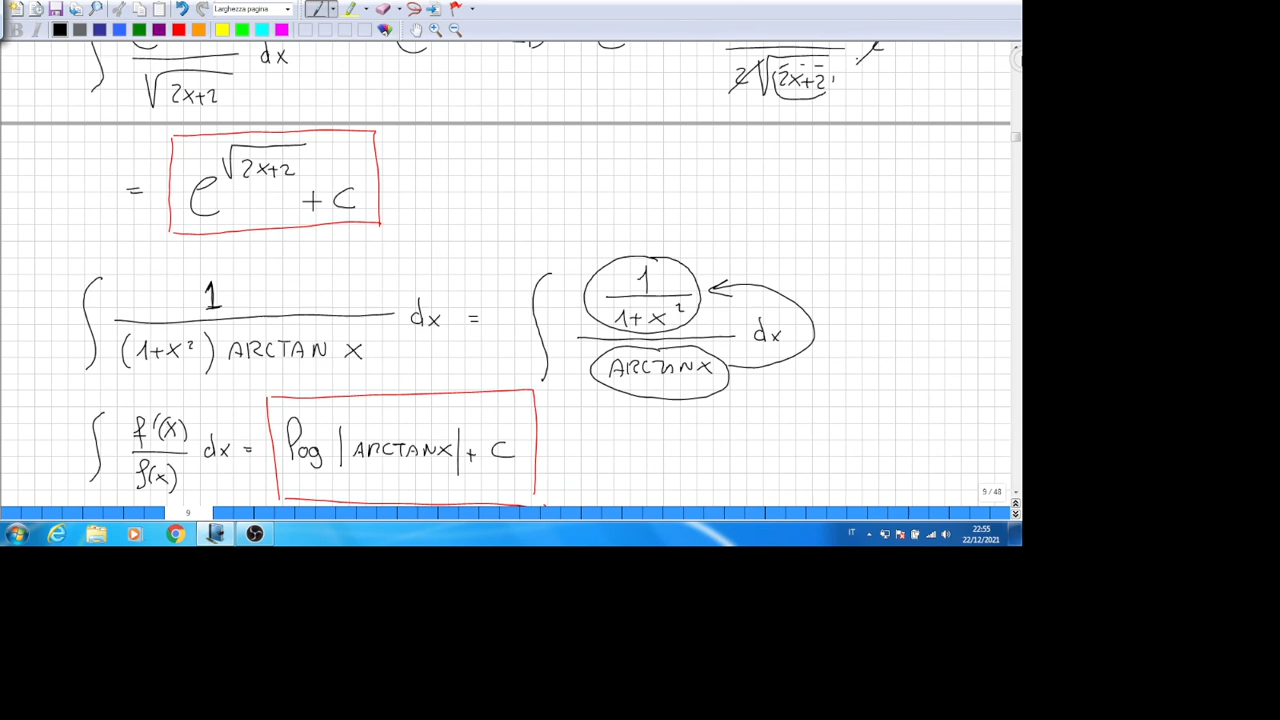 Larghezza pagina
∫ e / √(2x+2) dx 2√(2x+2)
= e^√(2x+2) + c
∫ 1 / ((1+x²) ARCTAN X) dx = ∫ (1 / (1+x²)) / ARCTANX dx
∫ f'(x) / f(x) dx = log |ARCTANX| + C
9 / 48
9
IT 22:55
22/12/2021